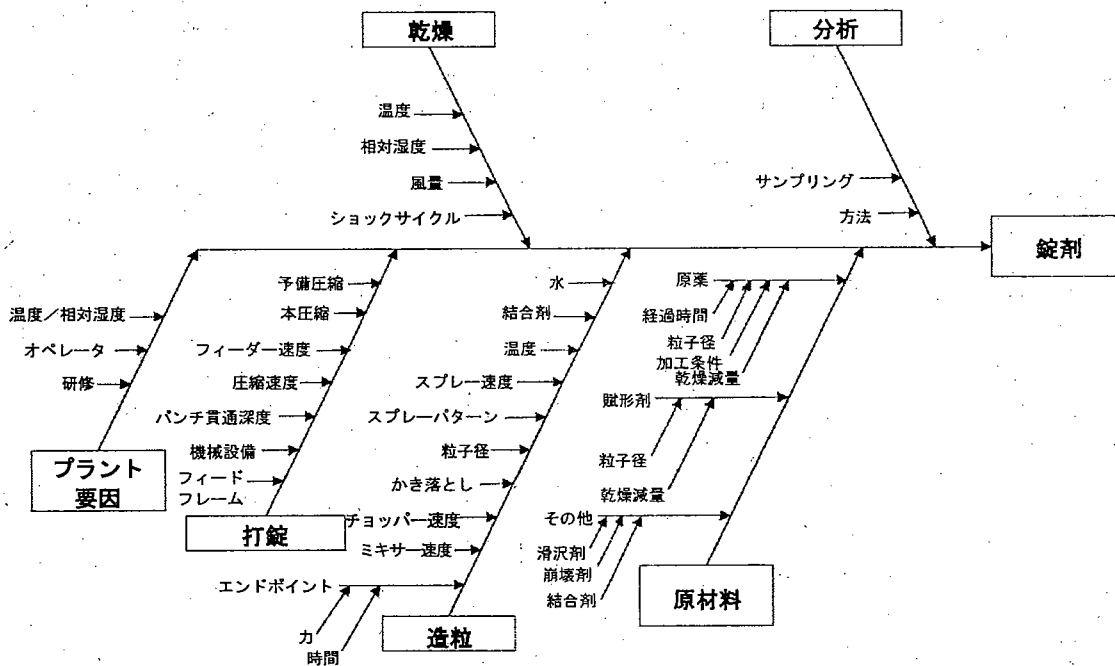 乾燥
分析
温度
相対湿度
風量
ショックサイクル
サンプリング
方法
錠剤
温度／相対湿度
オペレータ
研修
プラント
要因
予備圧縮
本圧縮
フィーダー速度
圧縮速度
パンチ貫通深度
機械設備
フィード
フレーム
打錠
水
結合剤
温度
スプレー速度
スプレーパターン
粒子径
かき落とし
チョッパー速度
ミキサー速度
エンドポイント
力
時間
造粒
原薬
経過時間
粒子径
加工条件
乾燥減量
賦形剤
粒子径
乾燥減量
その他
滑沢剤
崩壊剤
結合剤
原材料